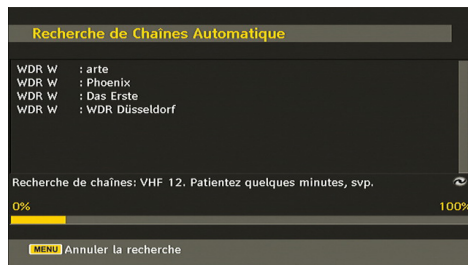 Recherche de Chaînes Automatique
WDR W : arte
WDR W : Phoenix
WDR W : Das Erste
WDR W : WDR Düsseldorf
Recherche de chaînes: VHF 12. Patientez quelques minutes, svp.
0% 100%
MENU Annuler la recherche